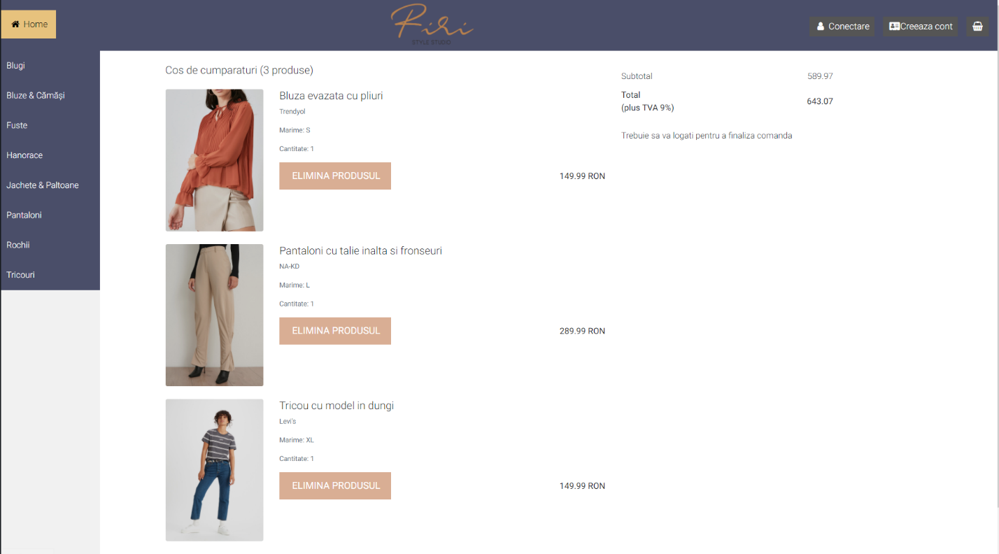 Home
Riri
STYLE STUDIO
Conectare
Creeaza cont
Blugi
Bluze & Cămăși
Fuste
Hanorace
Jachete & Paltoane
Pantaloni
Rochii
Tricouri
Cos de cumparaturi (3 produse)
Bluza evazata cu pliuri
Trendyol
Marime: S
Cantitate: 1
ELIMINA PRODUSUL
149.99 RON
Pantaloni cu talie inalta si fronseuri
NA-KD
Marime: L
Cantitate: 1
ELIMINA PRODUSUL
289.99 RON
Tricou cu model in dungi
Levi's
Marime: XL
Cantitate: 1
ELIMINA PRODUSUL
149.99 RON
Subtotal 589.97
Total
(plus TVA 9%) 643.07
Trebuie sa va logati pentru a finaliza comanda